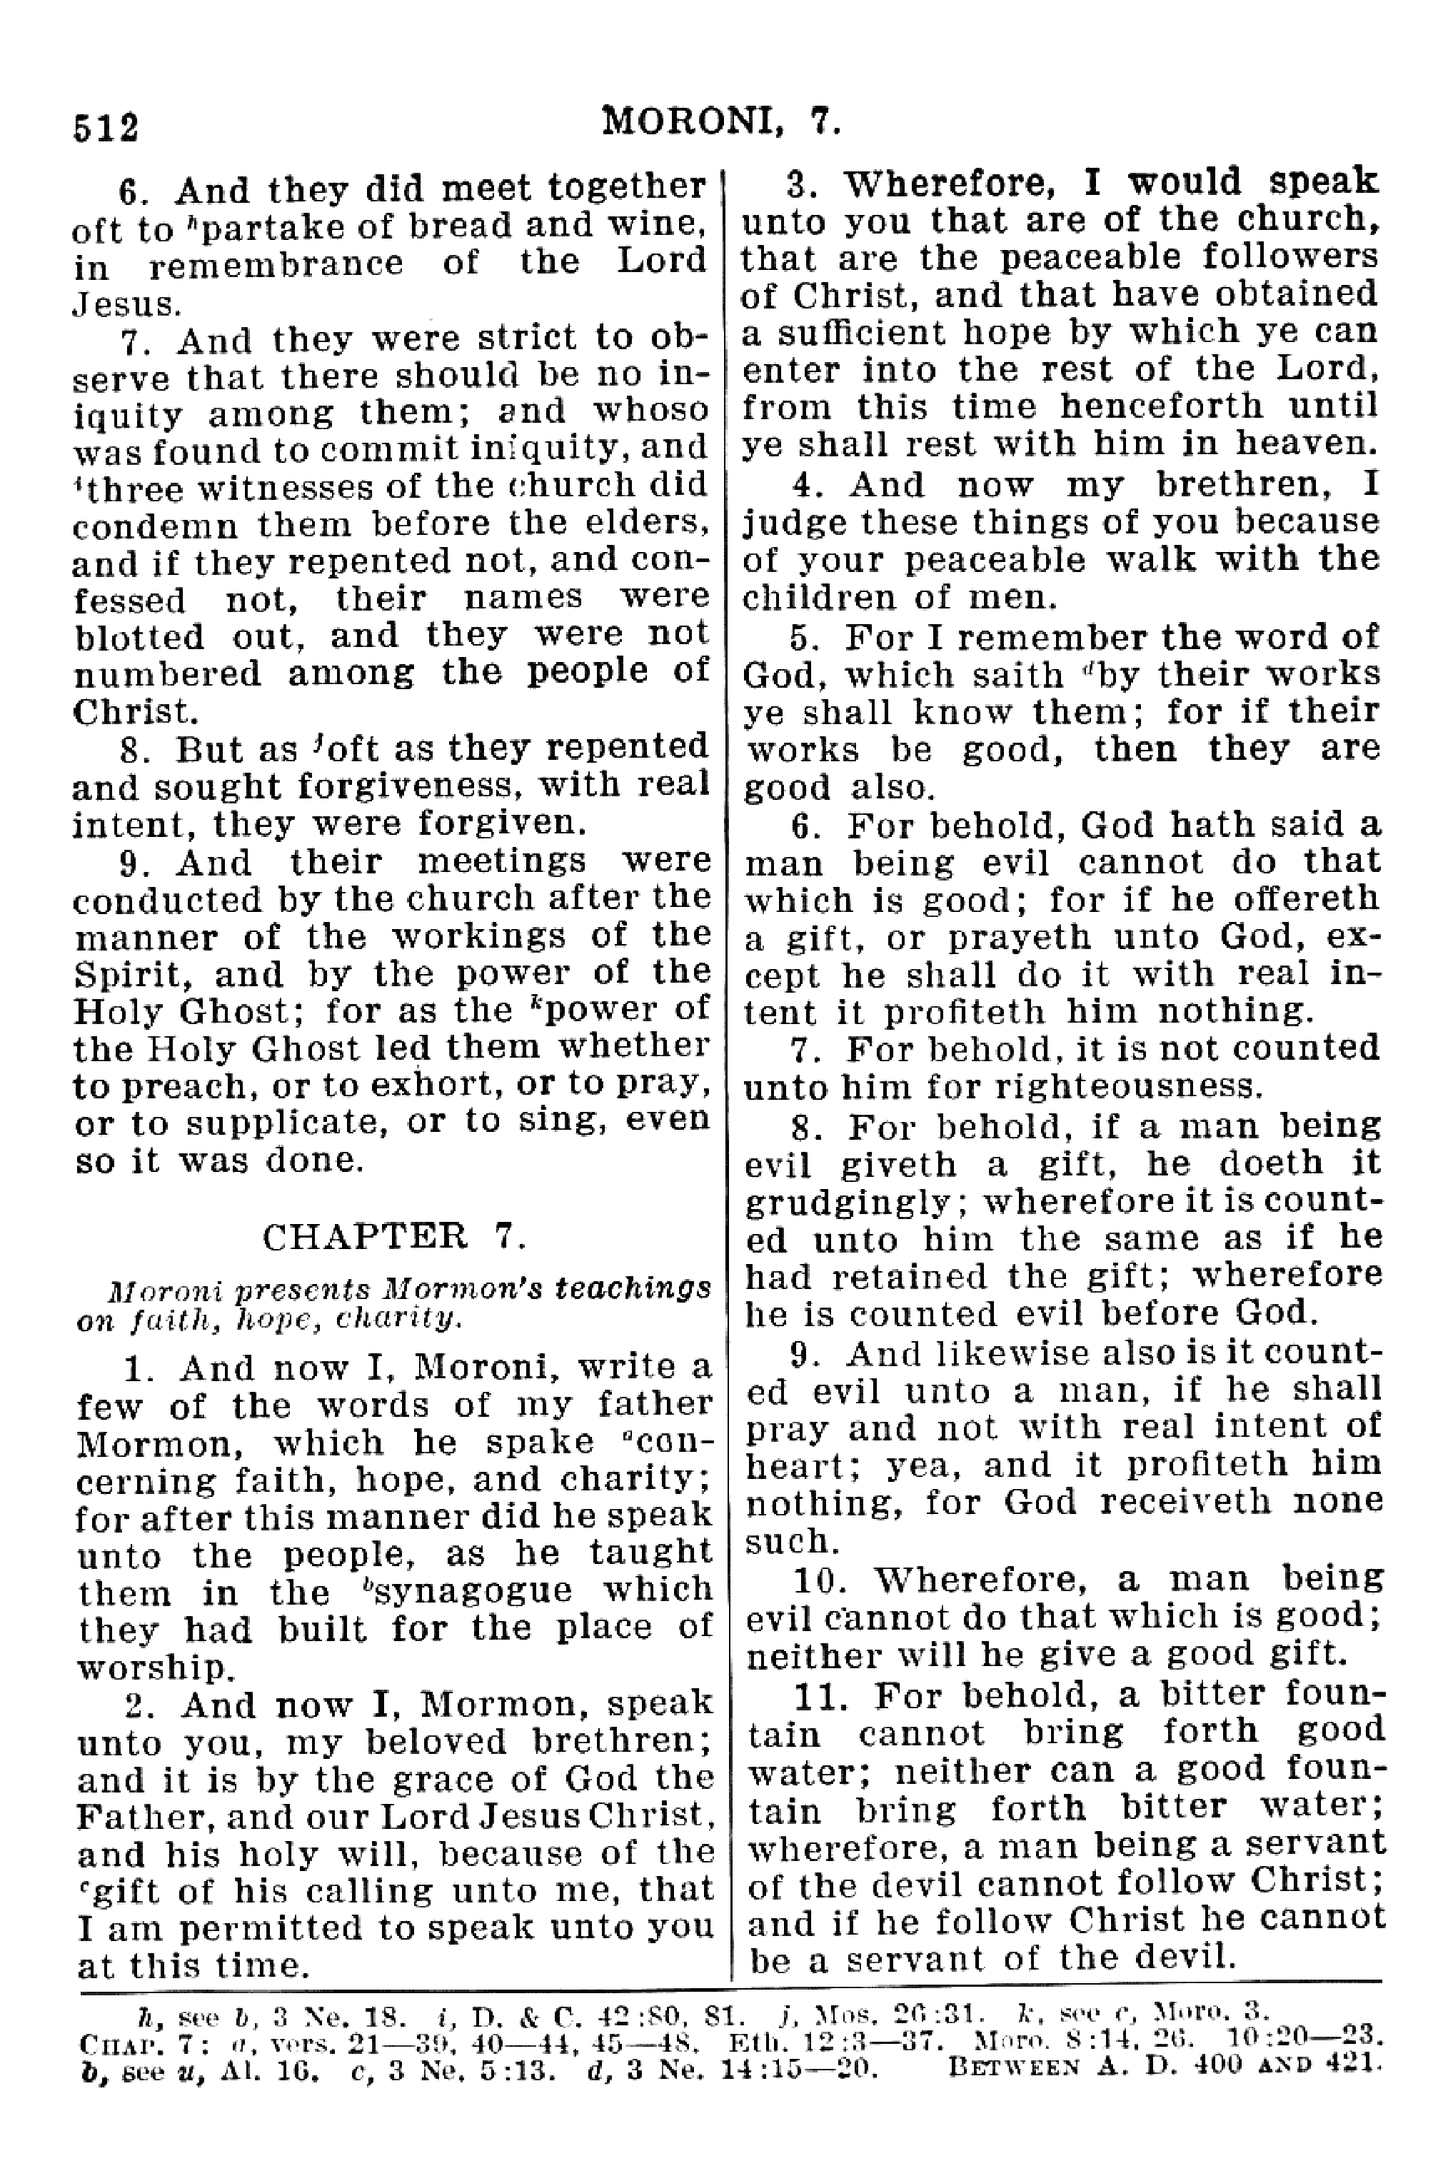 512
MORONI, 7.
6. And they did meet together
oft to ʰpartake of bread and wine,
in remembrance of the Lord
Jesus.
7. And they were strict to ob-
serve that there should be no in-
iquity among them; and whoso
was found to commit iniquity, and
ⁱthree witnesses of the church did
condemn them before the elders,
and if they repented not, and con-
fessed not, their names were
blotted out, and they were not
numbered among the people of
Christ.
8. But as ʲoft as they repented
and sought forgiveness, with real
intent, they were forgiven.
9. And their meetings were
conducted by the church after the
manner of the workings of the
Spirit, and by the power of the
Holy Ghost; for as the ᵏpower of
the Holy Ghost led them whether
to preach, or to exhort, or to pray,
or to supplicate, or to sing, even
so it was done.
CHAPTER 7.
Moroni presents Mormon's teachings
on faith, hope, charity.
1. And now I, Moroni, write a
few of the words of my father
Mormon, which he spake ᵃcon-
cerning faith, hope, and charity;
for after this manner did he speak
unto the people, as he taught
them in the ᵇsynagogue which
they had built for the place of
worship.
2. And now I, Mormon, speak
unto you, my beloved brethren;
and it is by the grace of God the
Father, and our Lord Jesus Christ,
and his holy will, because of the
ᶜgift of his calling unto me, that
I am permitted to speak unto you
at this time.
3. Wherefore, I would speak
unto you that are of the church,
that are the peaceable followers
of Christ, and that have obtained
a sufficient hope by which ye can
enter into the rest of the Lord,
from this time henceforth until
ye shall rest with him in heaven.
4. And now my brethren, I
judge these things of you because
of your peaceable walk with the
children of men.
5. For I remember the word of
God, which saith ᵈby their works
ye shall know them; for if their
works be good, then they are
good also.
6. For behold, God hath said a
man being evil cannot do that
which is good; for if he offereth
a gift, or prayeth unto God, ex-
cept he shall do it with real in-
tent it profiteth him nothing.
7. For behold, it is not counted
unto him for righteousness.
8. For behold, if a man being
evil giveth a gift, he doeth it
grudgingly; wherefore it is count-
ed unto him the same as if he
had retained the gift; wherefore
he is counted evil before God.
9. And likewise also is it count-
ed evil unto a man, if he shall
pray and not with real intent of
heart; yea, and it profiteth him
nothing, for God receiveth none
such.
10. Wherefore, a man being
evil cannot do that which is good;
neither will he give a good gift.
11. For behold, a bitter foun-
tain cannot bring forth good
water; neither can a good foun-
tain bring forth bitter water;
wherefore, a man being a servant
of the devil cannot follow Christ;
and if he follow Christ he cannot
be a servant of the devil.
h, see b, 3 Ne. 18. i, D. & C. 42:80, 81. j, Mos. 26:31. k, see c, Moro. 3.
CHAP. 7: a, vers. 21—39, 40—44, 45—48. Eth. 12:3—37. Moro. 8:14, 26. 10:20—23.
b, see u, Al. 16. c, 3 Ne. 5:13. d, 3 Ne. 14:15—20. BETWEEN A. D. 400 AND 421.